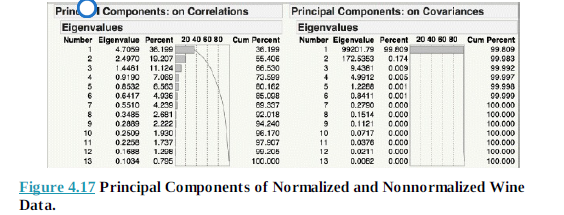 Princ l Components: on Correlations
Eigenvalues
Number Eigenvalue Percent 20 40 60 80 Cum Percent
1 4.7059 36.199 36.199
2 2.4970 19.207 55.406
3 1.4461 11.124 66.530
4 0.9190 7.069 73.599
5 0.8532 6.563 80.162
6 0.6417 4.936 85.098
7 0.5510 4.239 89.337
8 0.3485 2.681 92.018
9 0.2889 2.222 94.240
10 0.2509 1.930 96.170
11 0.2258 1.737 97.907
12 0.1688 1.298 99.205
13 0.1034 0.795 100.000
Principal Components: on Covariances
Eigenvalues
Number Eigenvalue Percent 20 40 60 80 Cum Percent
1 99201.79 99.809 99.809
2 172.5353 0.174 99.983
3 9.4381 0.009 99.992
4 4.9912 0.005 99.997
5 1.2288 0.001 99.998
6 0.8411 0.001 99.999
7 0.2790 0.000 100.000
8 0.1514 0.000 100.000
9 0.1121 0.000 100.000
10 0.0717 0.000 100.000
11 0.0376 0.000 100.000
12 0.0211 0.000 100.000
13 0.0082 0.000 100.000
Figure 4.17 Principal Components of Normalized and Nonnormalized Wine
Data.